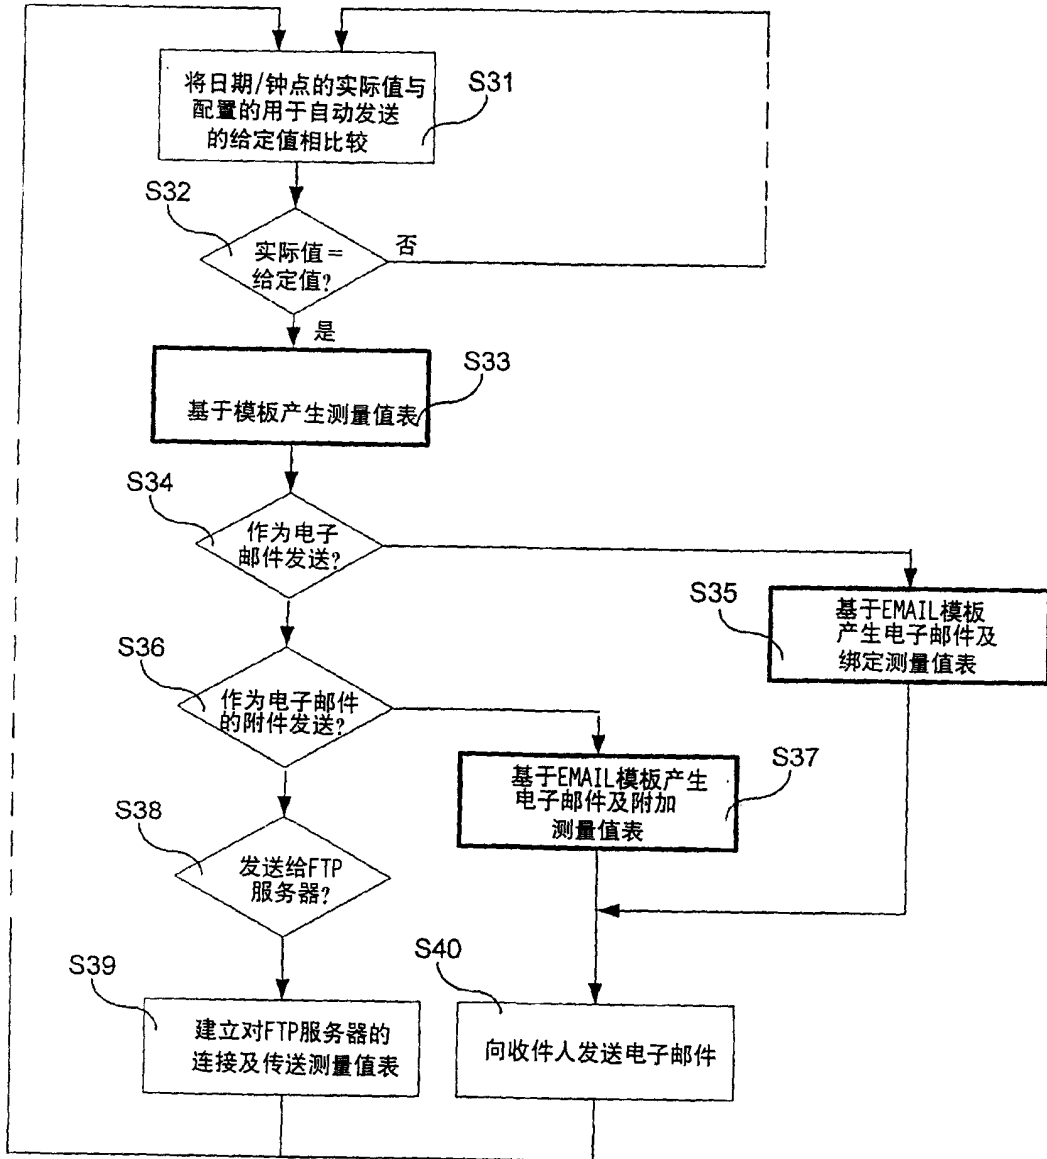 将日期/钟点的实际值与
配置的用于自动发送
的给定值相比较
S31
S32
实际值=
给定值?
否
是
S33
基于模板产生测量值表
S34
作为电子
邮件发送?
S35
基于EMAIL模板
产生电子邮件及
绑定测量值表
S36
作为电子邮件
的附件发送?
S37
基于EMAIL模板产生
电子邮件及附加
测量值表
S38
发送给FTP
服务器?
S39
建立对FTP服务器的
连接及传送测量值表
S40
向收件人发送电子邮件